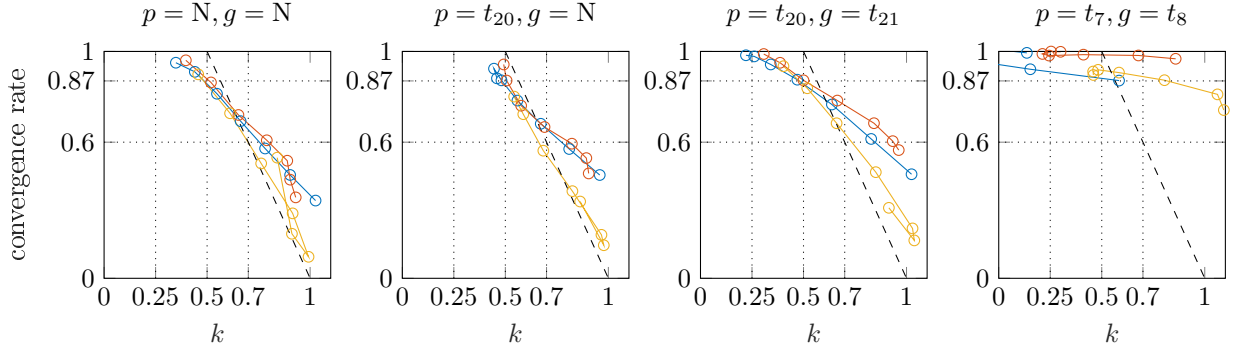 p = N, g = N
p = t₂₀, g = N
p = t₂₀, g = t₂₁
p = t₇, g = t₈
convergence rate
1
0.87
0.6
0
0 0.25 0.5 0.7 1
k
1
0.87
0.6
0
0 0.25 0.5 0.7 1
k
1
0.87
0.6
0
0 0.25 0.5 0.7 1
k
1
0.87
0.6
0
0 0.25 0.5 0.7 1
k